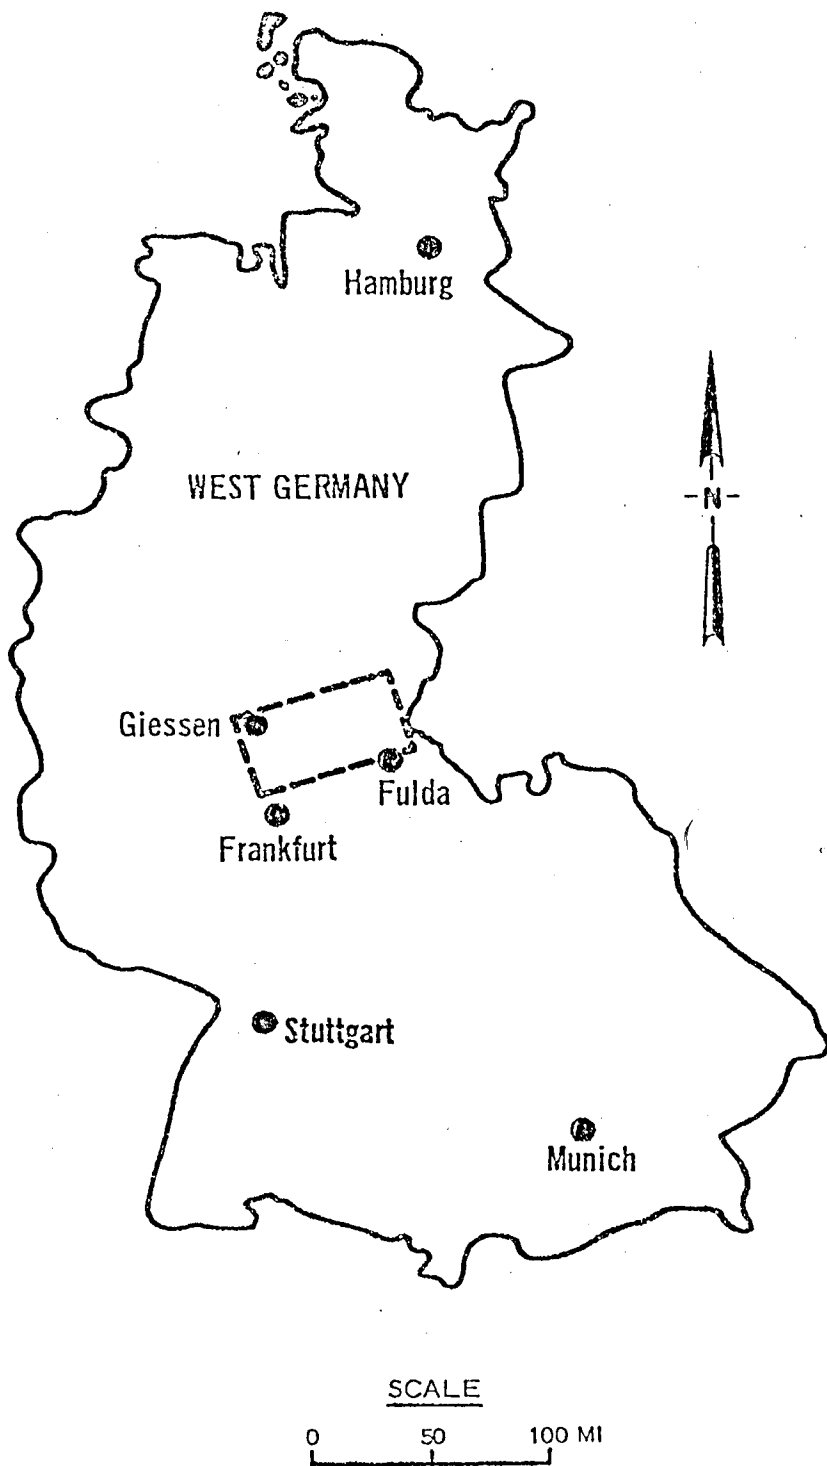 Hamburg
WEST GERMANY
N
Giessen
Fulda
Frankfurt
Stuttgart
Munich
SCALE
0 50 100 MI